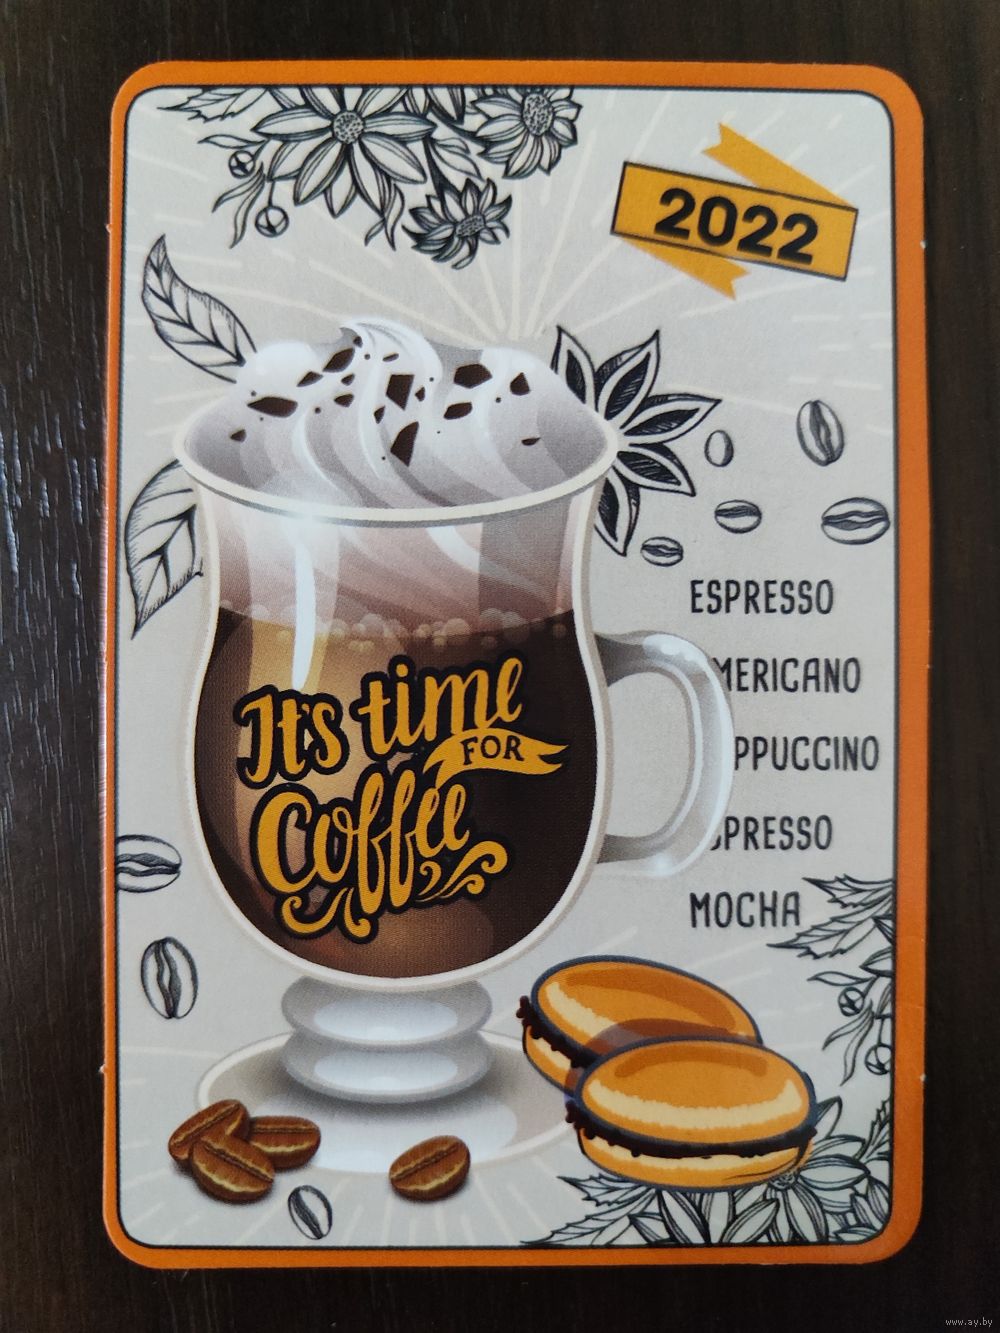 2022
ESPRESSO
MERICANO
PPUCCINO
SPRESSO
MOCHA
It's time
FOR
Coffee
www.ay.by